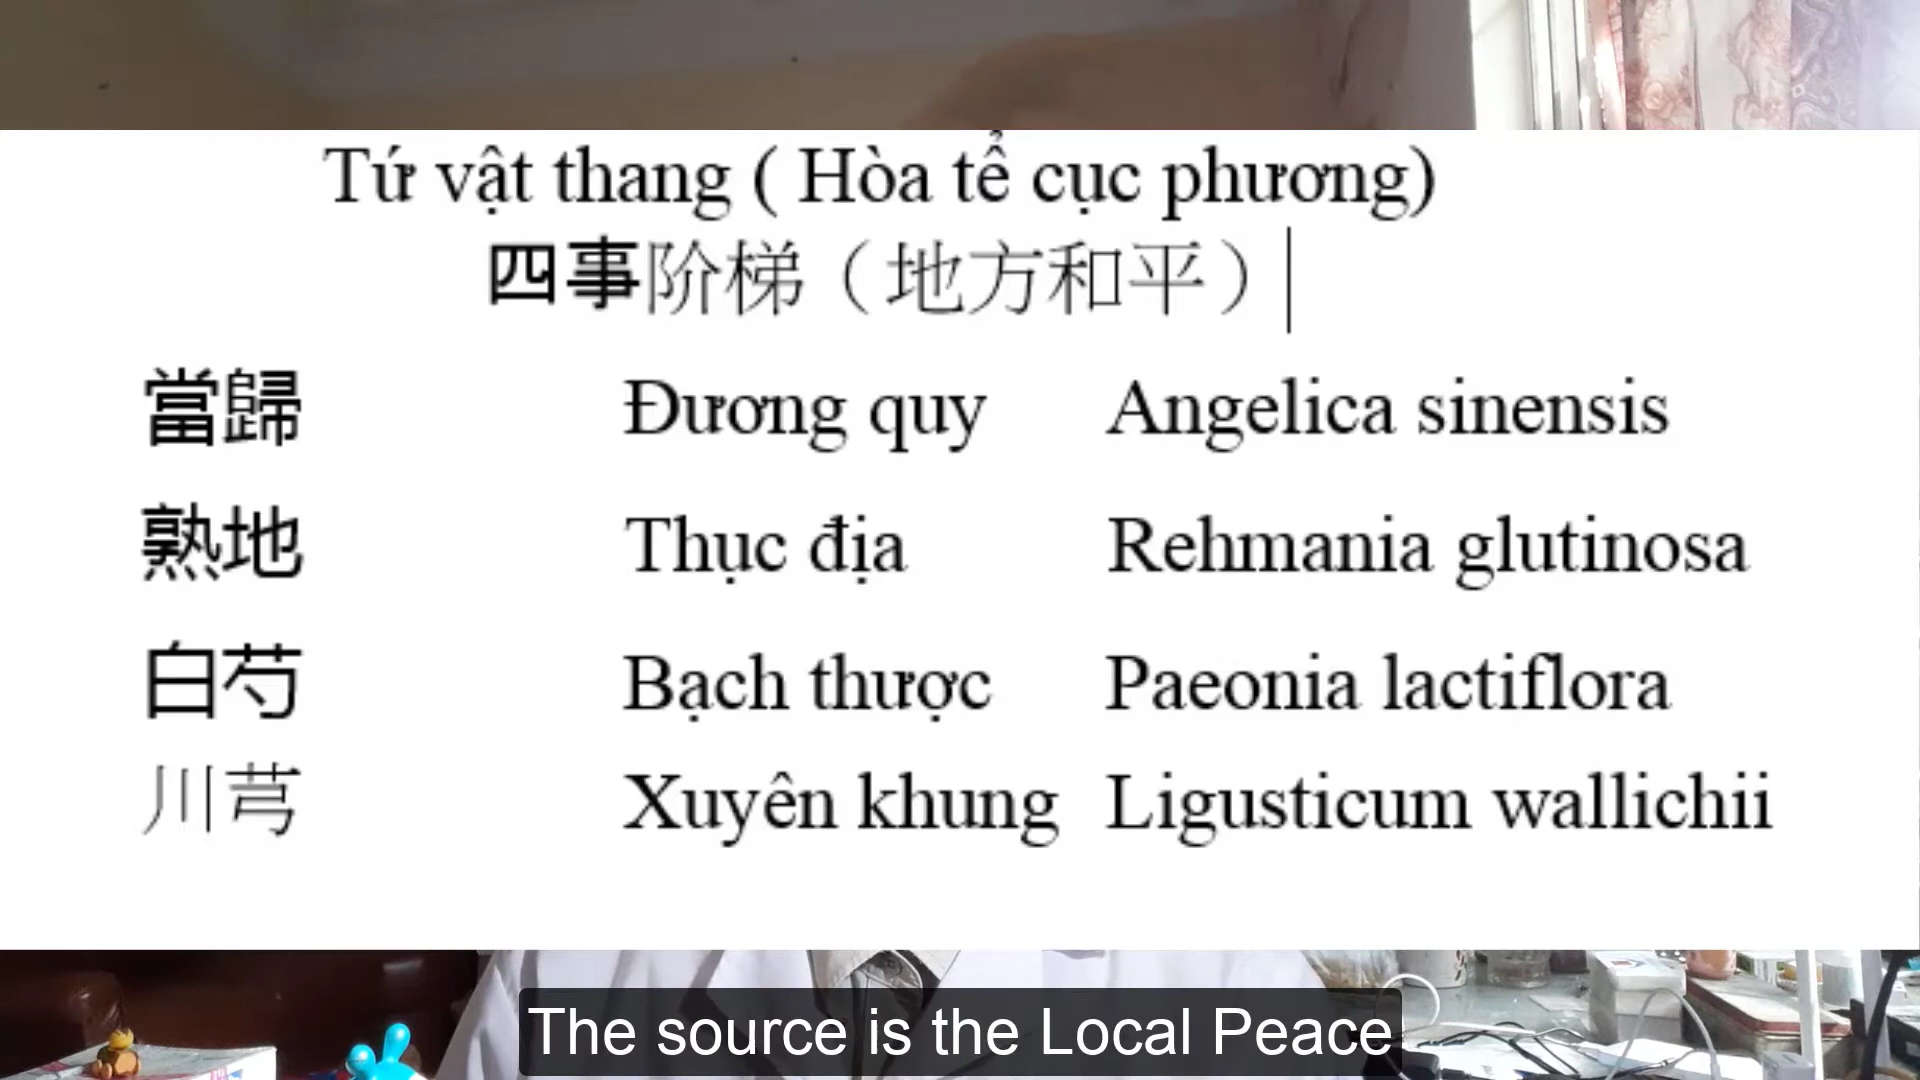 Tứ vật thang ( Hòa tể cục phương)
四事阶梯（地方和平）
當歸 Đương quy Angelica sinensis
熟地 Thục địa Rehmania glutinosa
白芍 Bạch thược Paeonia lactiflora
川芎 Xuyên khung Ligusticum wallichii
The source is the Local Peace